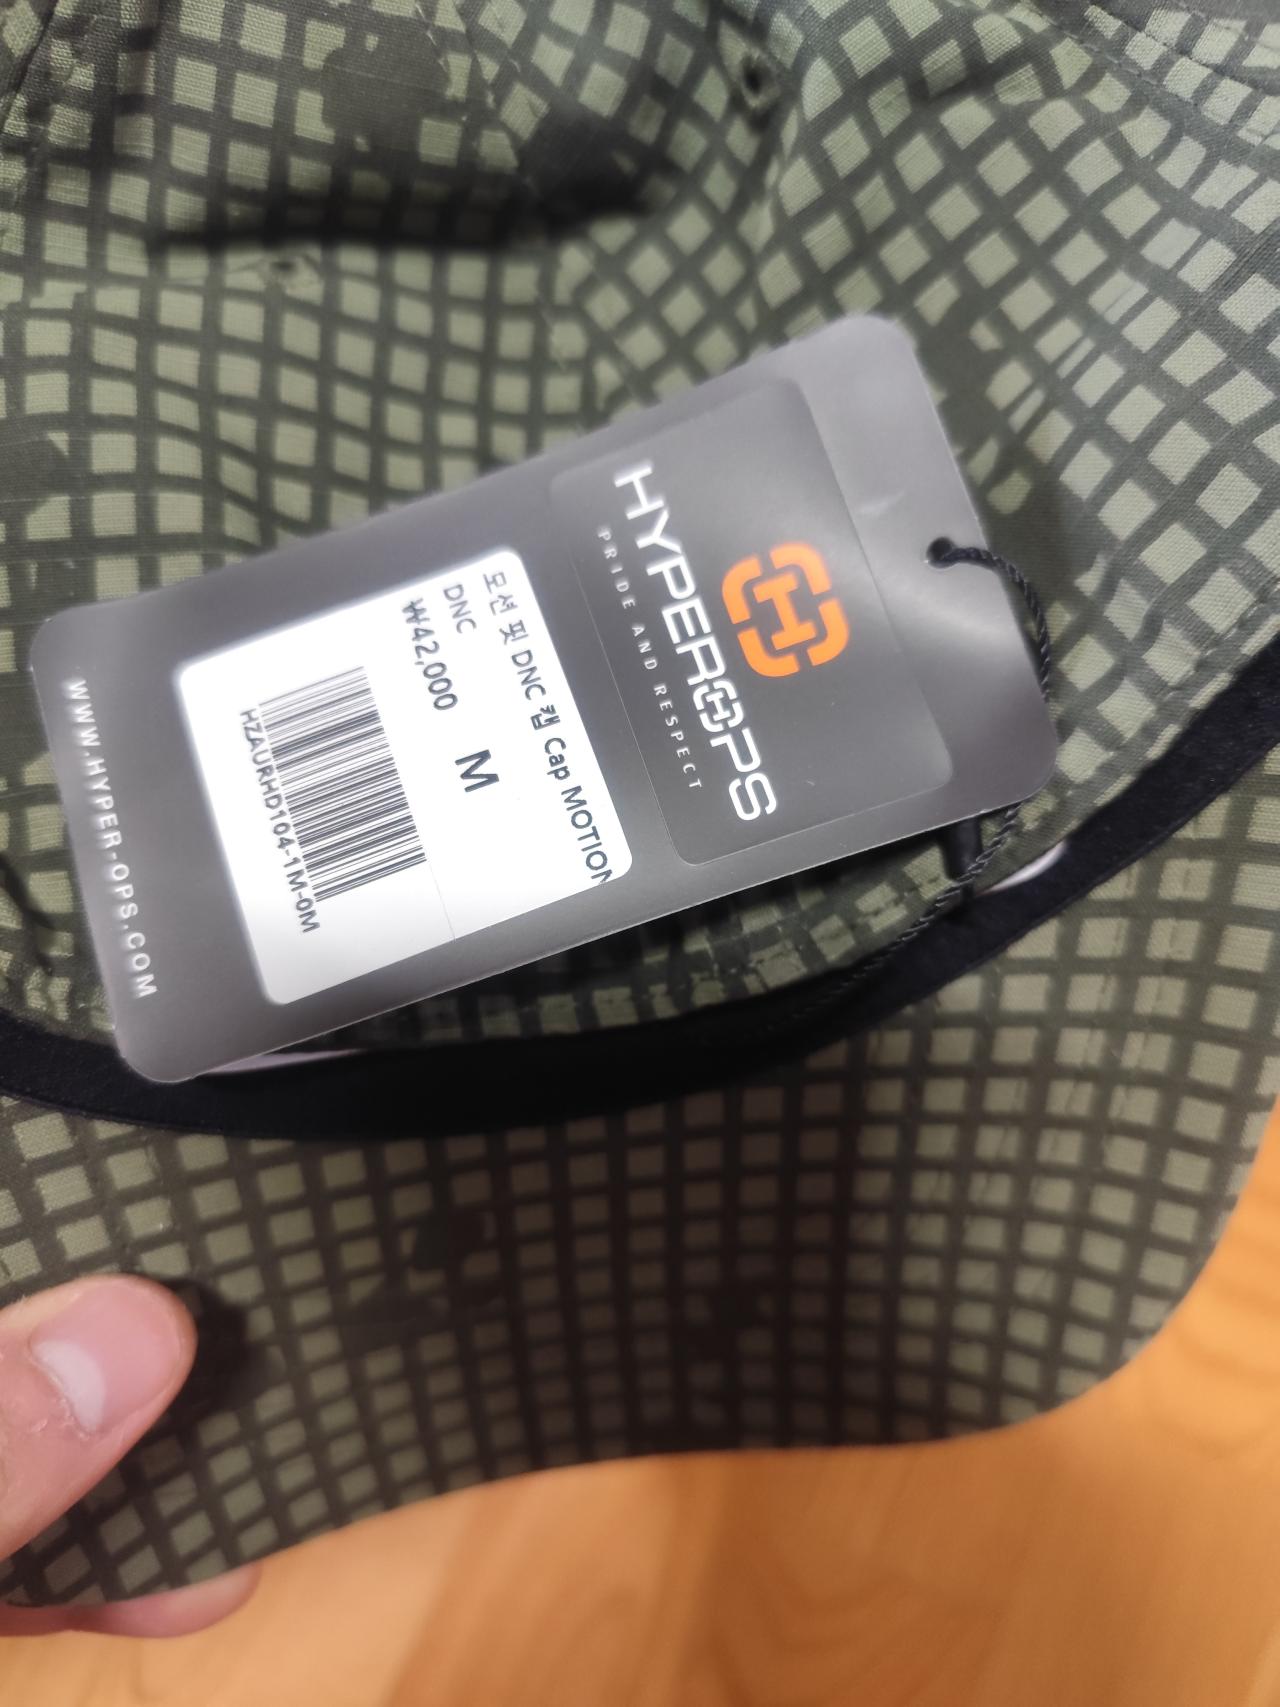 HYPEROPS
PRIDE AND RESPECT
모션 핏 DNC 캡 Cap MOTION
DNC
₩42,000 M
HZAURHD104-1M-0M
WWW.HYPER-OPS.COM